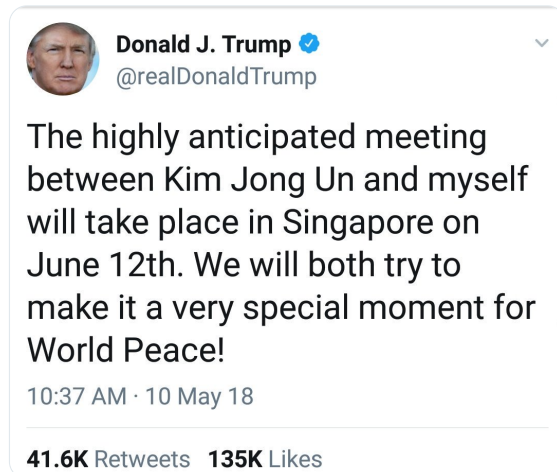 Donald J. Trump
@realDonaldTrump
The highly anticipated meeting
between Kim Jong Un and myself
will take place in Singapore on
June 12th. We will both try to
make it a very special moment for
World Peace!
10:37 AM · 10 May 18
41.6K Retweets 135K Likes